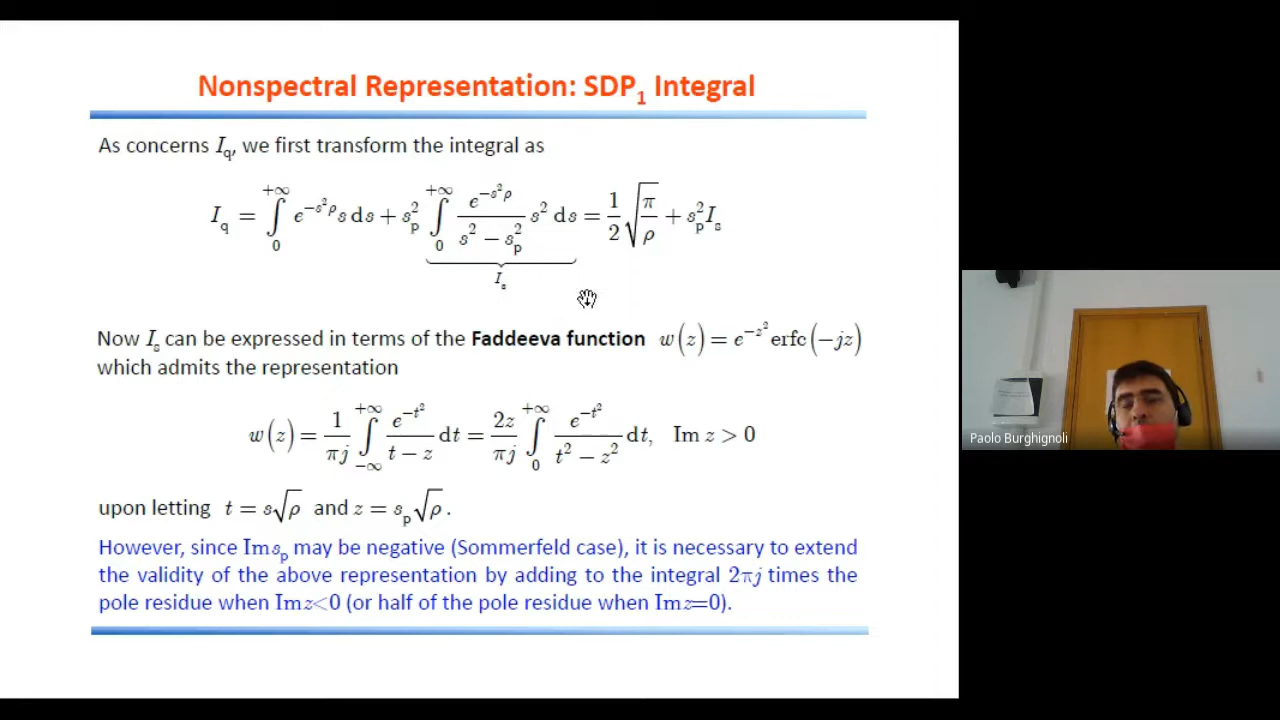 Nonspectral Representation: SDP₁ Integral
As concerns I_q, we first transform the integral as
I_q = ∫₀^{+∞} e^{−s²ρ} s ds + s_p² ∫₀^{+∞} e^{−s²ρ} / (s² − s_p²) s² ds = 1/2 √(π/ρ) + s_p² I_s
I_s
Now I_s can be expressed in terms of the Faddeeva function w(z) = e^{−z²} erfc(−jz)
which admits the representation
w(z) = 1/(πj) ∫_{−∞}^{+∞} e^{−t²} / (t − z) dt = 2z/(πj) ∫₀^{+∞} e^{−t²} / (t² − z²) dt, Im z > 0
upon letting t = s√ρ and z = s_p√ρ.
However, since Im s_p may be negative (Sommerfeld case), it is necessary to extend
the validity of the above representation by adding to the integral 2πj times the
pole residue when Imz<0 (or half of the pole residue when Imz=0).
Paolo Burghignoli